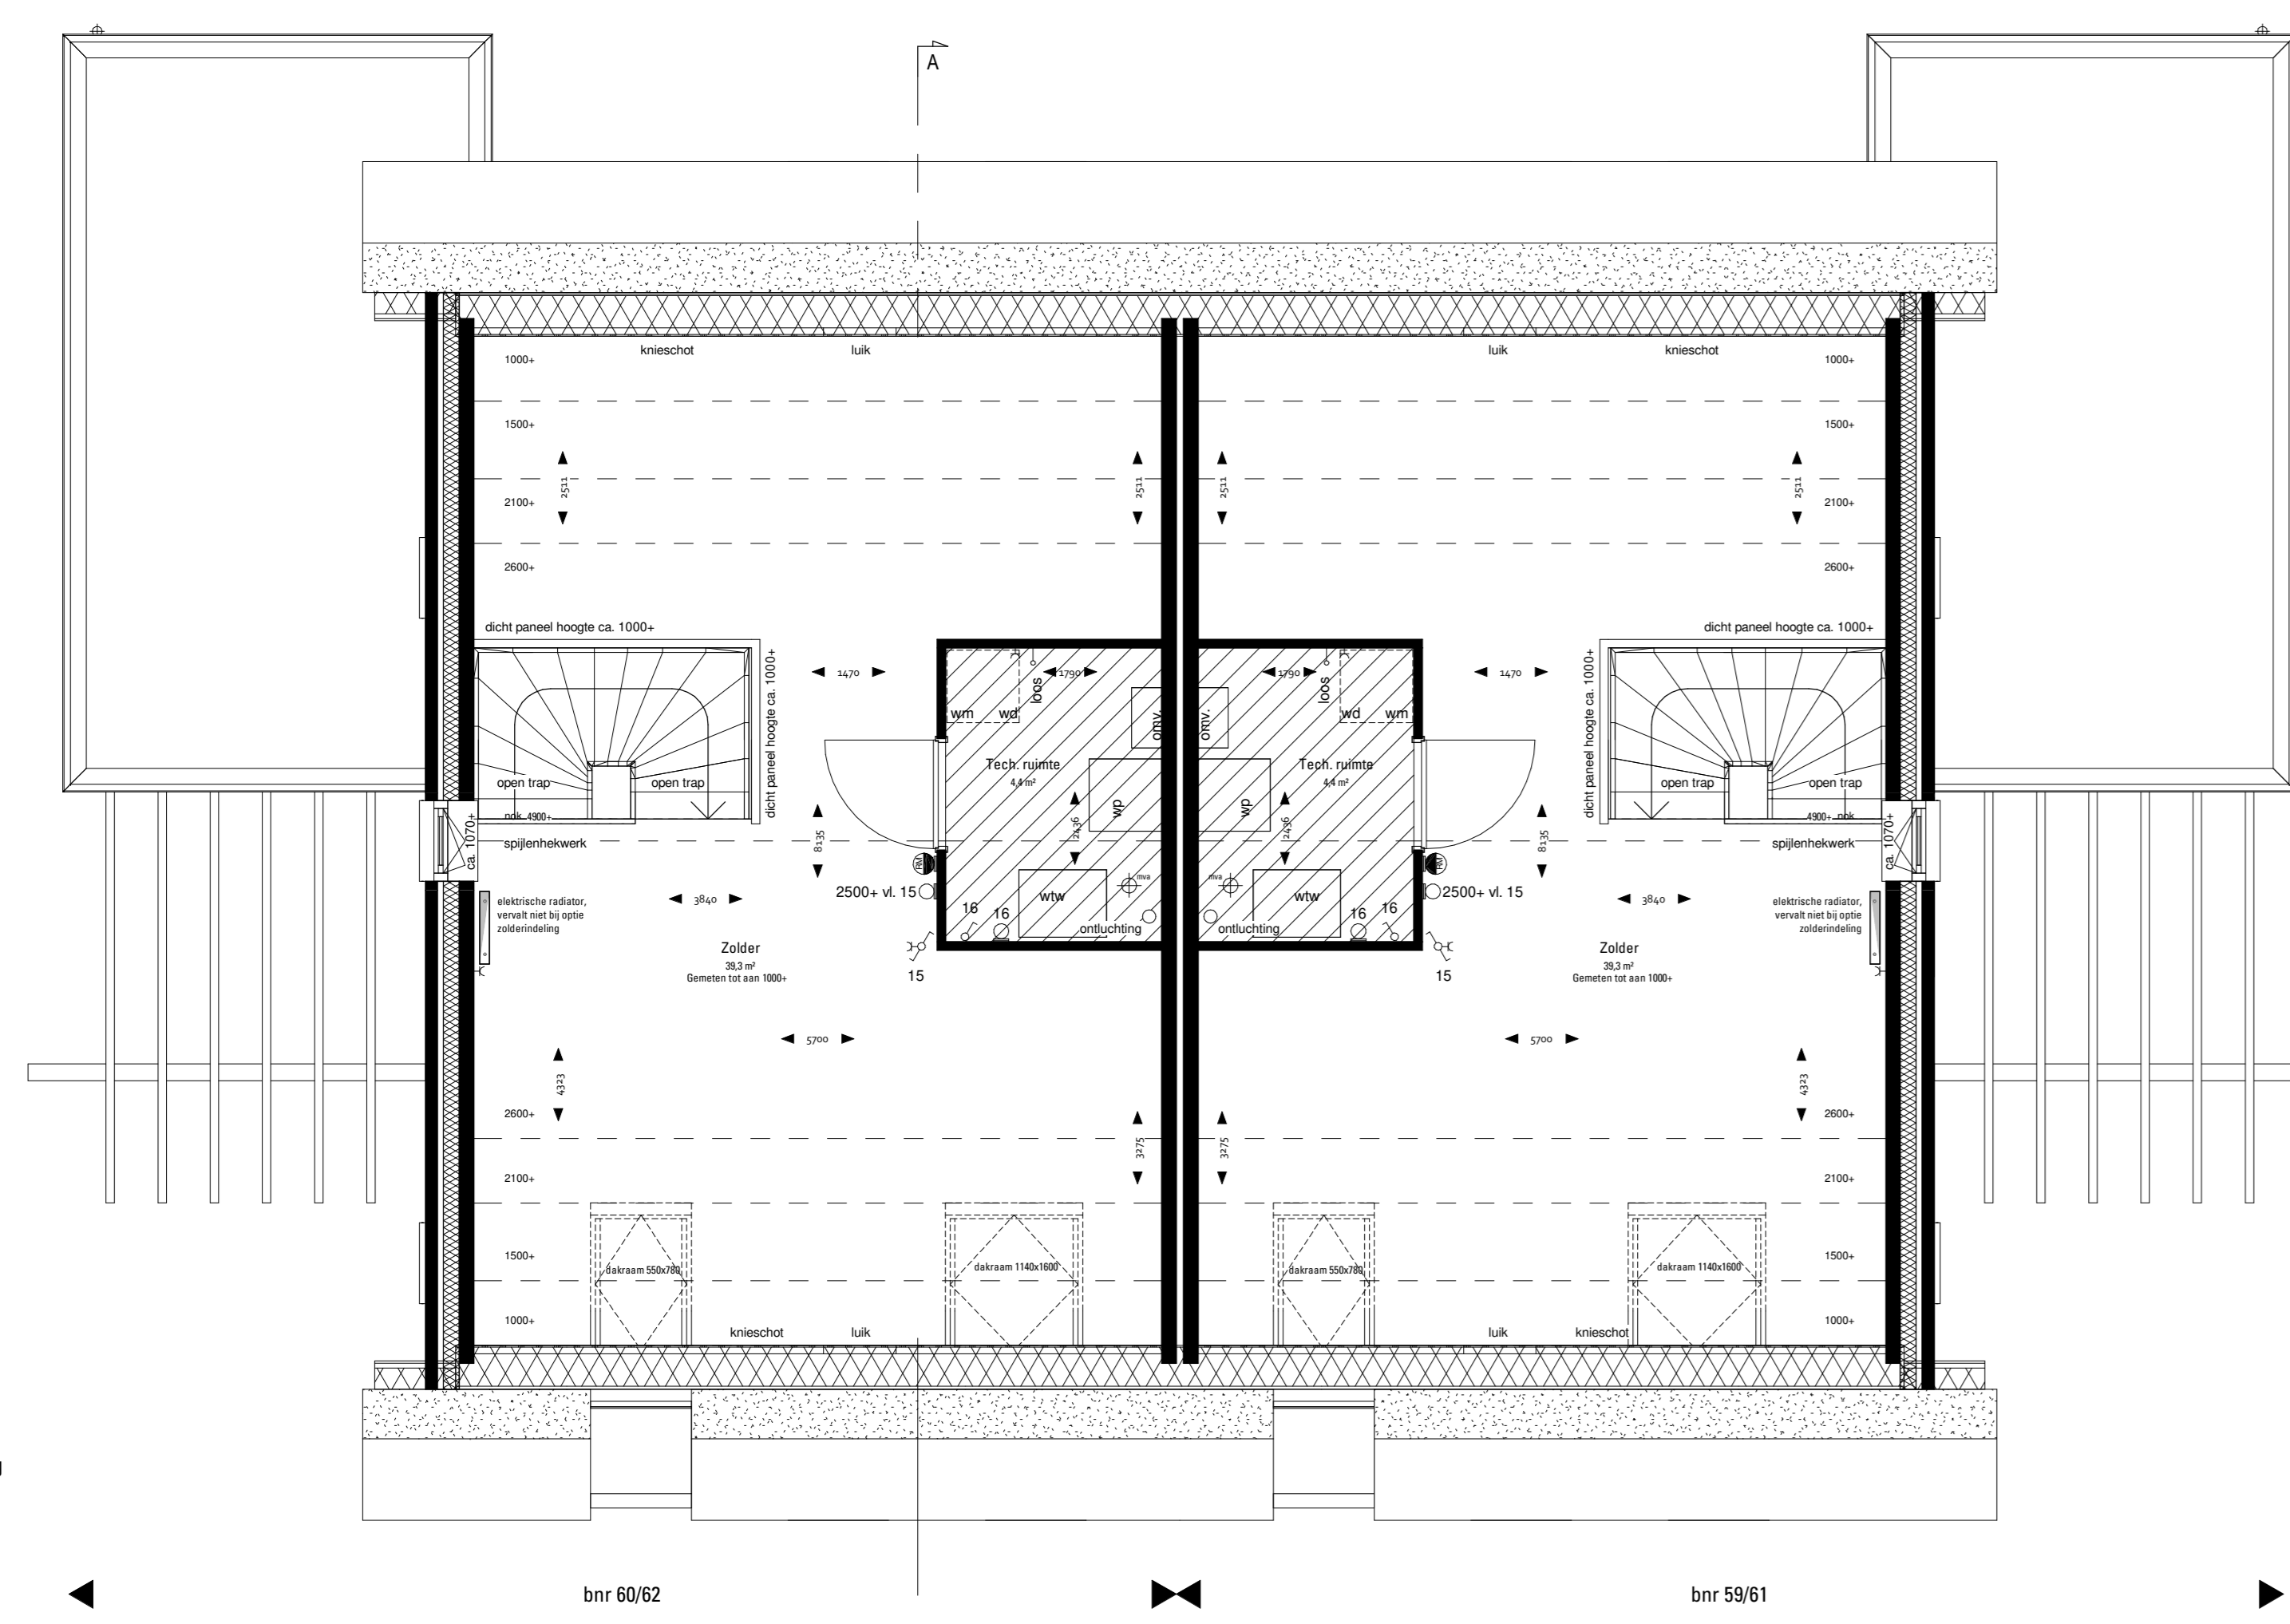 A
knieschot luik luik knieschot
1000+ 1000+
1500+ 1500+
2511 2511 2511 2511
2100+ 2100+
2600+ 2600+
dicht paneel hoogte ca. 1000+ dicht paneel hoogte ca. 1000+
dicht paneel hoogte ca. 1000+ dicht paneel hoogte ca. 1000+
1470 1790 1790 1470
loos loos
wm wd omv. omv. wd wm
Tech. ruimte Tech. ruimte
4,4 m² 4,4 m²
open trap open trap open trap open trap
wp wp
nok 4900+ 4900+ nok
2436 2436
8135 8135
ca. 1070+ ca. 1070+
spijlenhekwerk spijlenhekwerk
RM RM
mva mva
2500+ vl. 15 wtw wtw 2500+ vl. 15
3840 3840
elektrische radiator,
vervalt niet bij optie
zolderindeling
elektrische radiator,
vervalt niet bij optie
zolderindeling
16 16 16 16
ontluchting ontluchting
Zolder Zolder
39,3 m² 39,3 m²
Gemeten tot aan 1000+ Gemeten tot aan 1000+
15 15
5700 5700
4323 4323
2600+ 2600+
3275 3275
2100+ 2100+
1500+ 1500+
dakraam 550x780 dakraam 1140x1600 dakraam 550x780 dakraam 1140x1600
1000+ 1000+
knieschot luik luik knieschot
bnr 60/62 bnr 59/61